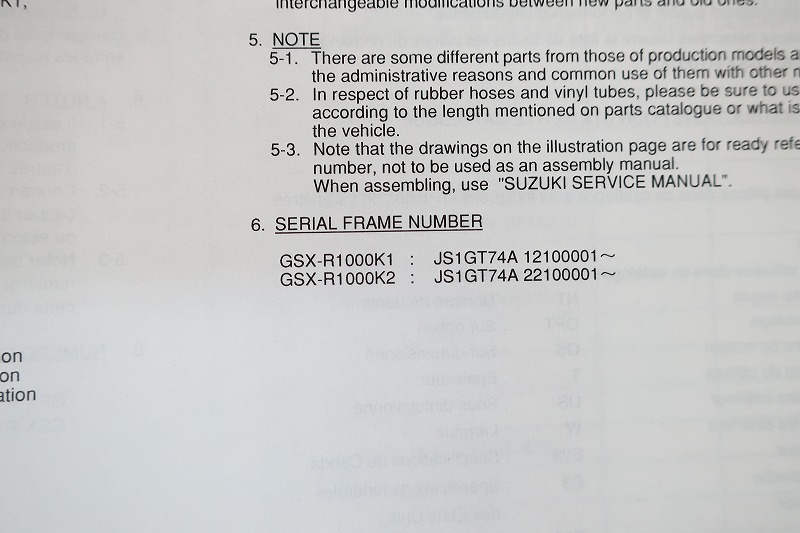 K1,
interchangeable modifications between new parts and old ones.
5. NOTE
5-1. There are some different parts from those of production models a
the administrative reasons and common use of them with other
5-2. In respect of rubber hoses and vinyl tubes, please be sure to us
according to the length mentioned on parts catalogue or what is
the vehicle.
5-3. Note that the drawings on the illustration page are for ready refe
number, not to be used as an assembly manual.
When assembling, use "SUZUKI SERVICE MANUAL".
6. SERIAL FRAME NUMBER
GSX-R1000K1 : JS1GT74A 12100001~
GSX-R1000K2 : JS1GT74A 22100001~
on
on
ation